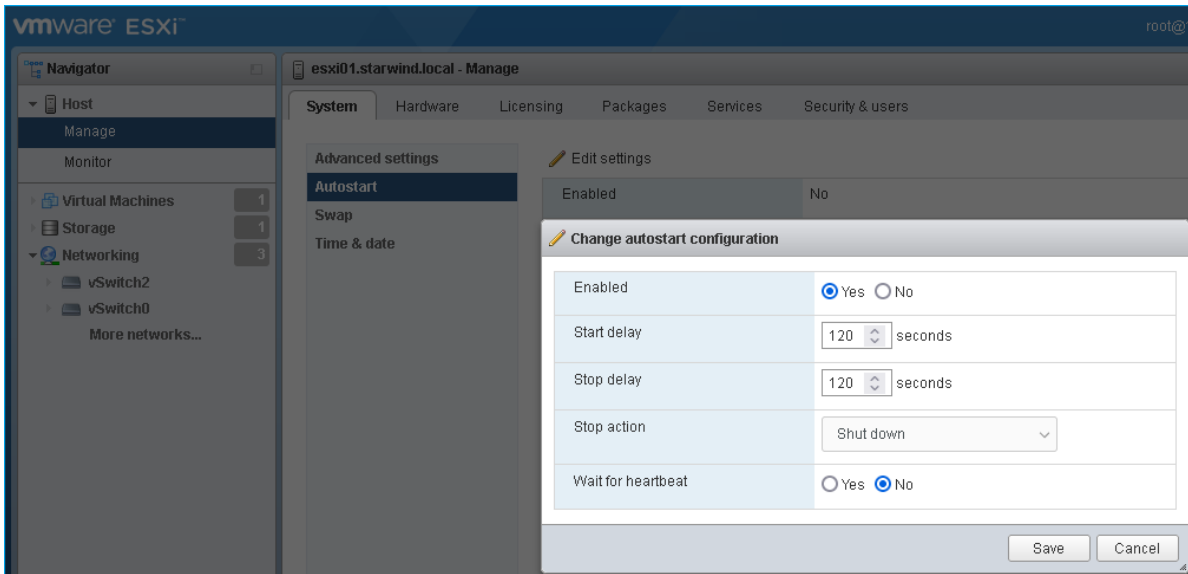 vmware ESXi™
root@
Navigator
esxi01.starwind.local - Manage
Host
Manage
Monitor
Virtual Machines 1
Storage 1
Networking 3
vSwitch2
vSwitch0
More networks...
System Hardware Licensing Packages Services Security & users
Advanced settings
Autostart
Swap
Time & date
Edit settings
Enabled No
Change autostart configuration
Enabled Yes No
Start delay 120 seconds
Stop delay 120 seconds
Stop action Shut down
Wait for heartbeat Yes No
Save Cancel